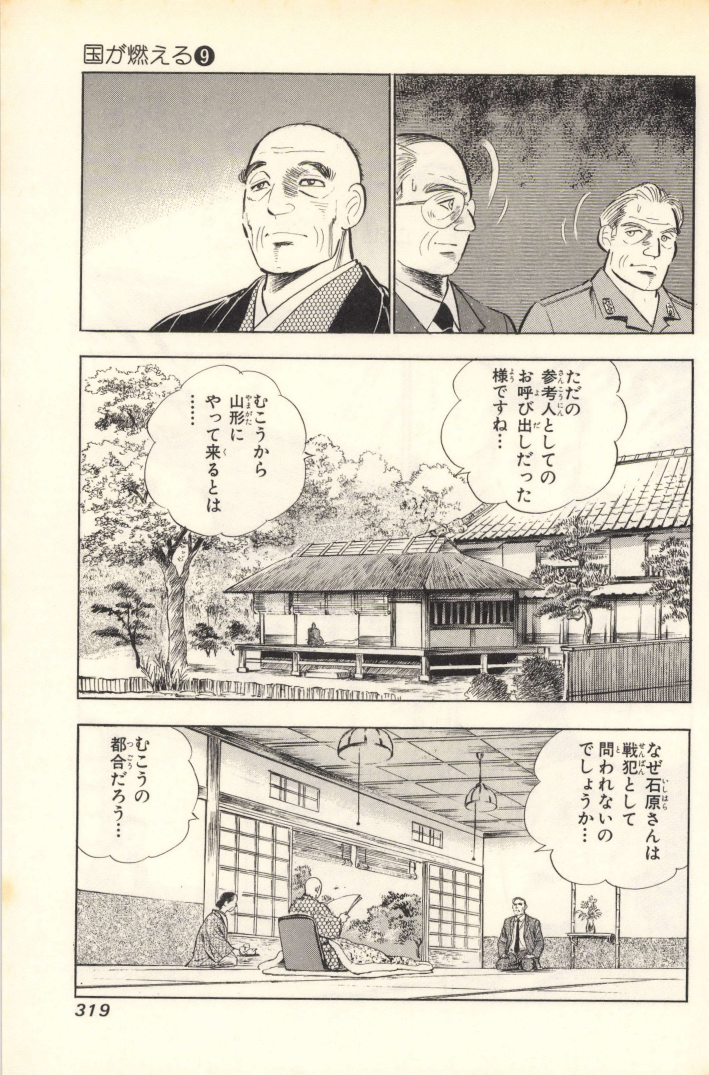 国が燃える❾
ただの
参考人としての
お呼び出しだった
様ですね…
むこうから
山形に
やって来るとは
……
なぜ石原さんは
戦犯として
問われないの
でしょうか…
むこうの
都合だろう…
319